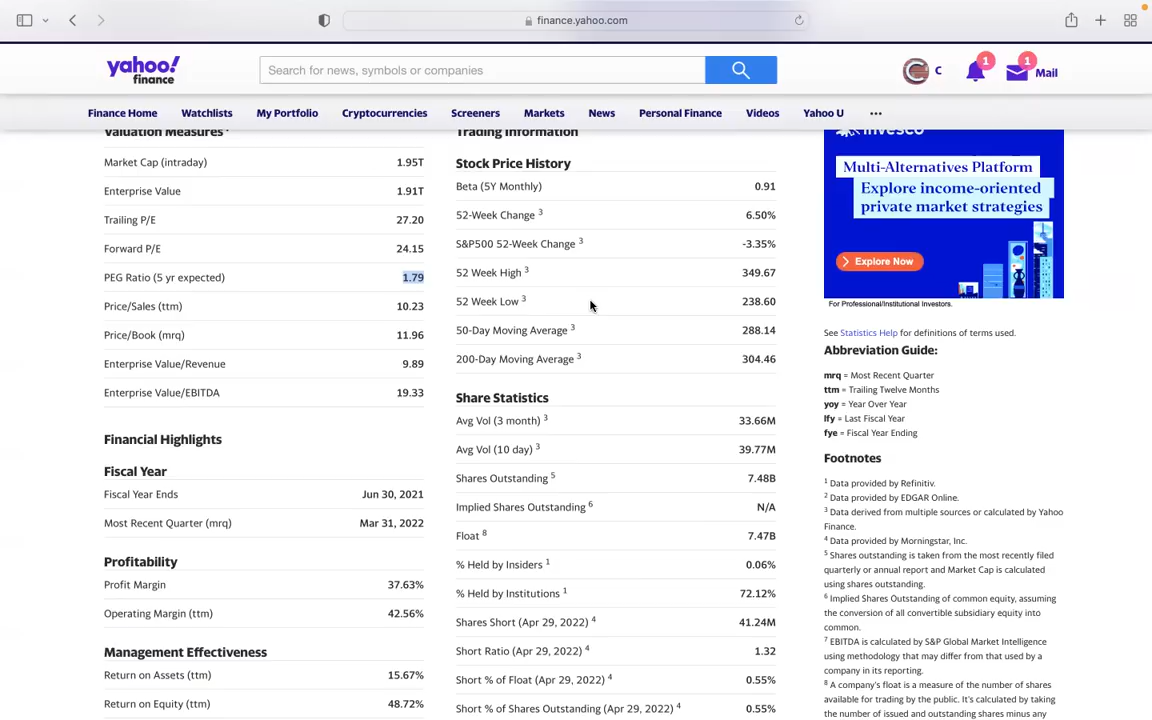 finance.yahoo.com
yahoo!
finance
Search for news, symbols or companies
C
1
1
Mail
Finance Home
Watchlists
My Portfolio
Cryptocurrencies
Screeners
Markets
News
Personal Finance
Videos
Yahoo U
Valuation Measures
Market Cap (intraday) 1.95T
Enterprise Value 1.91T
Trailing P/E 27.20
Forward P/E 24.15
PEG Ratio (5 yr expected) 1.79
Price/Sales (ttm) 10.23
Price/Book (mrq) 11.96
Enterprise Value/Revenue 9.89
Enterprise Value/EBITDA 19.33
Financial Highlights
Fiscal Year
Fiscal Year Ends Jun 30, 2021
Most Recent Quarter (mrq) Mar 31, 2022
Profitability
Profit Margin 37.63%
Operating Margin (ttm) 42.56%
Management Effectiveness
Return on Assets (ttm) 15.67%
Return on Equity (ttm) 48.72%
Trading Information
Stock Price History
Beta (5Y Monthly) 0.91
52-Week Change 3 6.50%
S&P500 52-Week Change 3 -3.35%
52 Week High 3 349.67
52 Week Low 3 238.60
50-Day Moving Average 3 288.14
200-Day Moving Average 3 304.46
Share Statistics
Avg Vol (3 month) 3 33.66M
Avg Vol (10 day) 3 39.77M
Shares Outstanding 5 7.48B
Implied Shares Outstanding 6 N/A
Float 8 7.47B
% Held by Insiders 1 0.06%
% Held by Institutions 1 72.12%
Shares Short (Apr 29, 2022) 4 41.24M
Short Ratio (Apr 29, 2022) 4 1.32
Short % of Float (Apr 29, 2022) 4 0.55%
Short % of Shares Outstanding (Apr 29, 2022) 4 0.55%
Invesco
Multi-Alternatives Platform
Explore income-oriented
private market strategies
Explore Now
For Professional/Institutional Investors.
See Statistics Help for definitions of terms used.
Abbreviation Guide:
mrq = Most Recent Quarter
ttm = Trailing Twelve Months
yoy = Year Over Year
lfy = Last Fiscal Year
fye = Fiscal Year Ending
Footnotes
1 Data provided by Refinitiv.
2 Data provided by EDGAR Online.
3 Data derived from multiple sources or calculated by Yahoo
Finance.
4 Data provided by Morningstar, Inc.
5 Shares outstanding is taken from the most recently filed
quarterly or annual report and Market Cap is calculated
using shares outstanding.
6 Implied Shares Outstanding of common equity, assuming
the conversion of all convertible subsidiary equity into
common.
7 EBITDA is calculated by S&P Global Market Intelligence
using methodology that may differ from that used by a
company in its reporting.
8 A company's float is a measure of the number of shares
available for trading by the public. It's calculated by taking
the number of issued and outstanding shares minus any